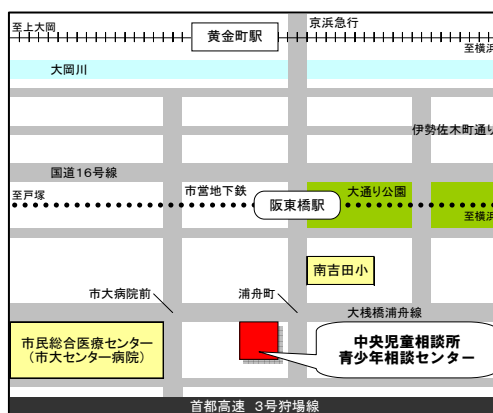 至上大岡
黄金町駅
京浜急行
至横浜
大岡川
伊勢佐木町通り
国道16号線
至戸塚
市営地下鉄
阪東橋駅
大通り公園
至横浜
南吉田小
市大病院前
浦舟町
大桟橋浦舟線
市民総合医療センター
(市大センター病院)
中央児童相談所
青少年相談センター
首都高速 3号狩場線